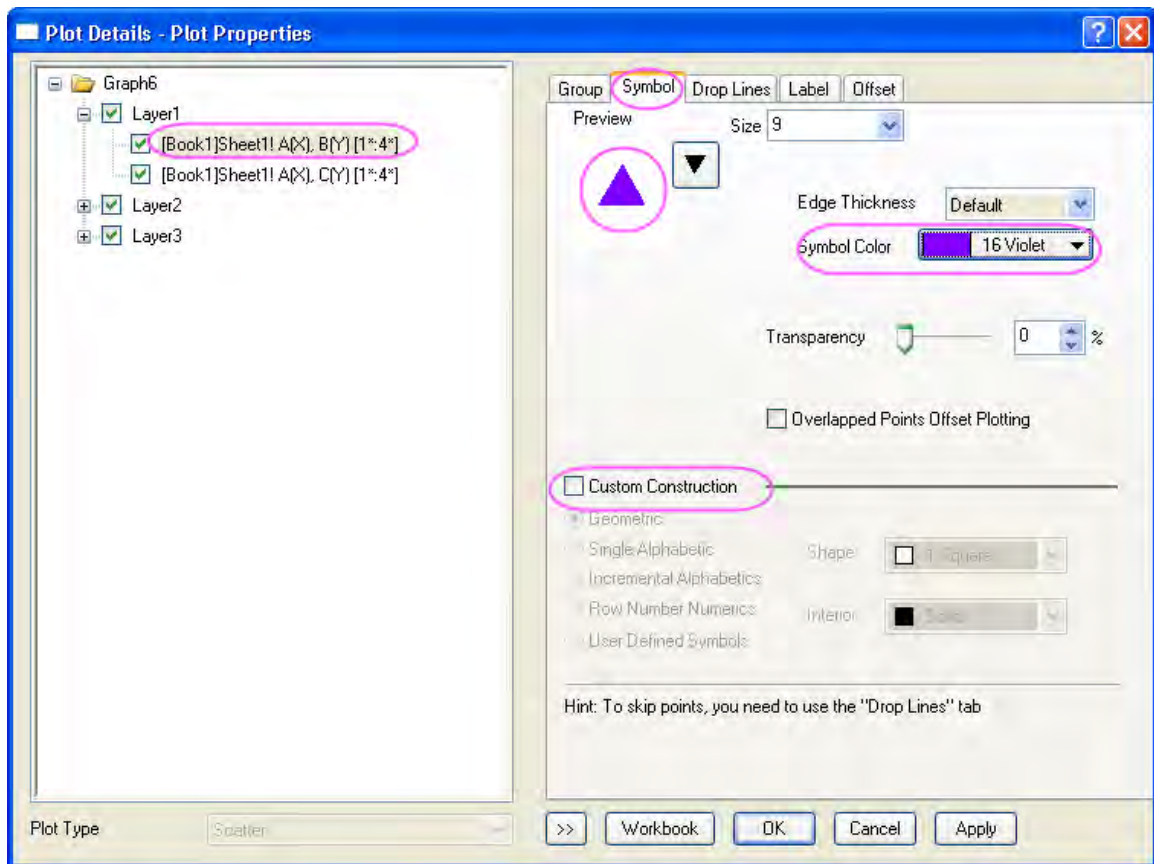 Plot Details - Plot Properties
Graph6
Layer1
[Book1]Sheet1! A(X), B(Y) [1*:4*]
[Book1]Sheet1! A(X), C(Y) [1*:4*]
Layer2
Layer3
Plot Type
Scatter
Group Symbol Drop Lines Label Offset
Preview
Size 9
Edge Thickness Default
Symbol Color 16 Violet
Transparency 0 %
Overlapped Points Offset Plotting
Custom Construction
Geometric
Single Alphabetic
Incremental Alphabetics
Row Number Numerics
User Defined Symbols
Shape 1 Square
Interior Solid
Hint: To skip points, you need to use the "Drop Lines" tab
>> Workbook OK Cancel Apply